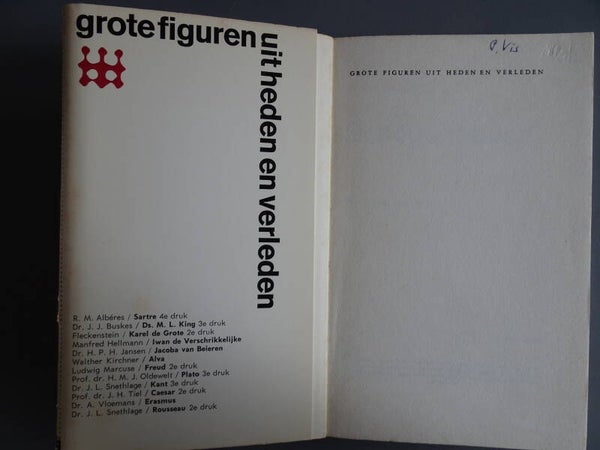 grote figuren
uit heden en verleden
R. M. Albéres / Sartre 4e druk
Dr. J. J. Buskes / Ds. M. L. King 3e druk
Fleckenstein / Karel de Grote 2e druk
Manfred Hellmann / Iwan de Verschrikkelijke
Dr. H. P. H. Jansen / Jacoba van Beieren
Walther Kirchner / Alva
Ludwig Marcuse / Freud 2e druk
Prof. dr. H. M. J. Oldewelt / Plato 3e druk
Dr. J. L. Snethlage / Kant 3e druk
Prof. dr. J. H. Tiel / Caesar 2e druk
Dr. A. Vloemans / Erasmus
Dr. J. L. Snethlage / Rousseau 2e druk
P. Vis
GROTE FIGUREN UIT HEDEN EN VERLEDEN